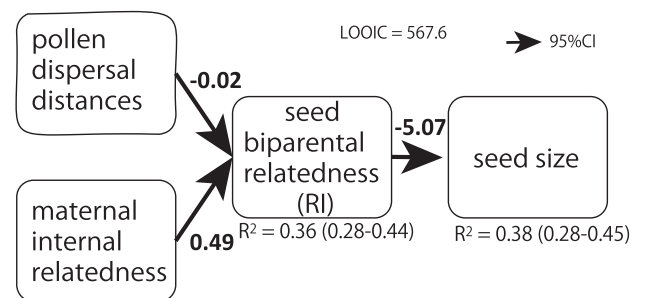 pollen
dispersal
distances
LOOIC = 567.6
95%CI
-0.02
seed
biparental
relatedness
(RI)
-5.07
seed size
maternal
internal
relatedness
0.49
R² = 0.36 (0.28-0.44)
R² = 0.38 (0.28-0.45)